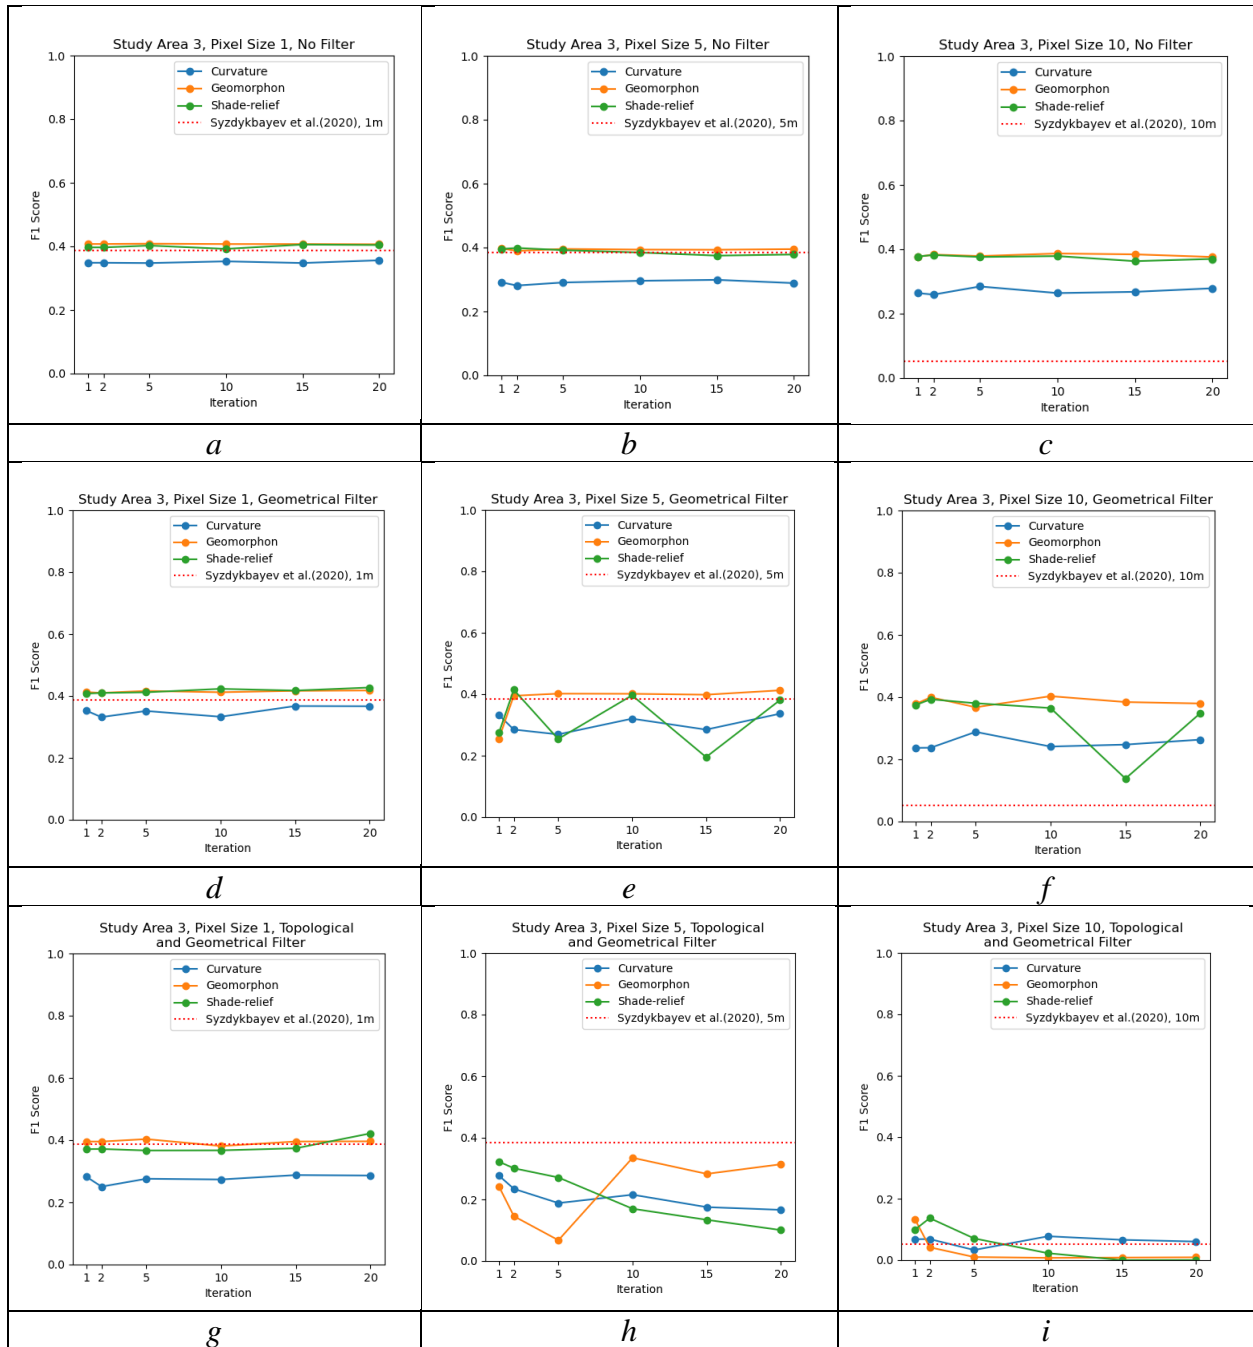 Study Area 3, Pixel Size 1, No Filter
1.0
0.8
0.6
0.4
0.2
0.0
F1 Score
Curvature
Geomorphon
Shade-relief
Syzdykbayev et al.(2020), 1m
1 2 5 10 15 20
Iteration
a
Study Area 3, Pixel Size 5, No Filter
1.0
0.8
0.6
0.4
0.2
0.0
F1 Score
Curvature
Geomorphon
Shade-relief
Syzdykbayev et al.(2020), 5m
1 2 5 10 15 20
Iteration
b
Study Area 3, Pixel Size 10, No Filter
1.0
0.8
0.6
0.4
0.2
0.0
F1 Score
Curvature
Geomorphon
Shade-relief
Syzdykbayev et al.(2020), 10m
1 2 5 10 15 20
Iteration
c
Study Area 3, Pixel Size 1, Geometrical Filter
1.0
0.8
0.6
0.4
0.2
0.0
F1 Score
Curvature
Geomorphon
Shade-relief
Syzdykbayev et al.(2020), 1m
1 2 5 10 15 20
Iteration
d
Study Area 3, Pixel Size 5, Geometrical Filter
1.0
0.8
0.6
0.4
0.2
0.0
F1 Score
Curvature
Geomorphon
Shade-relief
Syzdykbayev et al.(2020), 5m
1 2 5 10 15 20
Iteration
e
Study Area 3, Pixel Size 10, Geometrical Filter
1.0
0.8
0.6
0.4
0.2
0.0
F1 Score
Curvature
Geomorphon
Shade-relief
Syzdykbayev et al.(2020), 10m
1 2 5 10 15 20
Iteration
f
Study Area 3, Pixel Size 1, Topological
and Geometrical Filter
1.0
0.8
0.6
0.4
0.2
0.0
F1 Score
Curvature
Geomorphon
Shade-relief
Syzdykbayev et al.(2020), 1m
1 2 5 10 15 20
Iteration
g
Study Area 3, Pixel Size 5, Topological
and Geometrical Filter
1.0
0.8
0.6
0.4
0.2
0.0
F1 Score
Curvature
Geomorphon
Shade-relief
Syzdykbayev et al.(2020), 5m
1 2 5 10 15 20
Iteration
h
Study Area 3, Pixel Size 10, Topological
and Geometrical Filter
1.0
0.8
0.6
0.4
0.2
0.0
F1 Score
Curvature
Geomorphon
Shade-relief
Syzdykbayev et al.(2020), 10m
1 2 5 10 15 20
Iteration
i